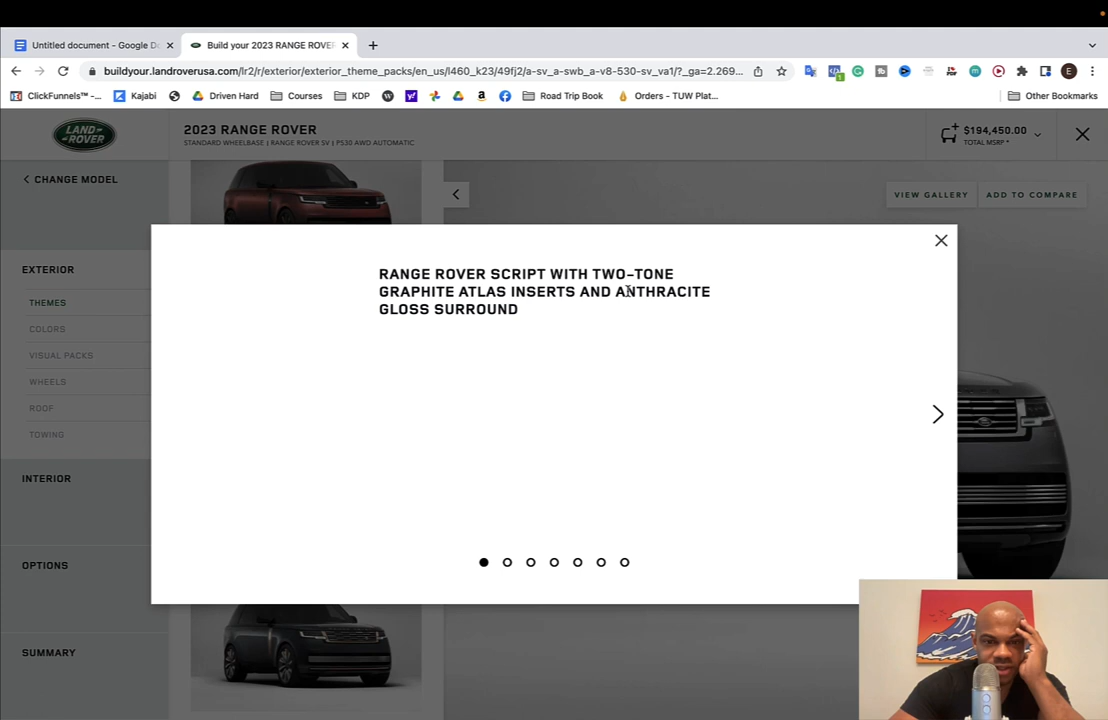 Untitled document - Google Do
Build your 2023 RANGE ROVER
buildyour.landroverusa.com/lr2/r/exterior/exterior_theme_packs/en_us/l460_k23/49fj2/a-sv_a-swb_a-v8-530-sv_va1/?_ga=2.269...
ClickFunnels™ -...
Kajabi
Driven Hard
Courses
KDP
Road Trip Book
Orders - TUW Plat...
Other Bookmarks
LAND
ROVER
2023 RANGE ROVER
STANDARD WHEELBASE | RANGE ROVER SV | P530 AWD AUTOMATIC
$194,450.00
TOTAL MSRP *
CHANGE MODEL
VIEW GALLERY
ADD TO COMPARE
EXTERIOR
THEMES
COLORS
VISUAL PACKS
WHEELS
ROOF
TOWING
INTERIOR
OPTIONS
SUMMARY
RANGE ROVER SCRIPT WITH TWO-TONE
GRAPHITE ATLAS INSERTS AND ANTHRACITE
GLOSS SURROUND